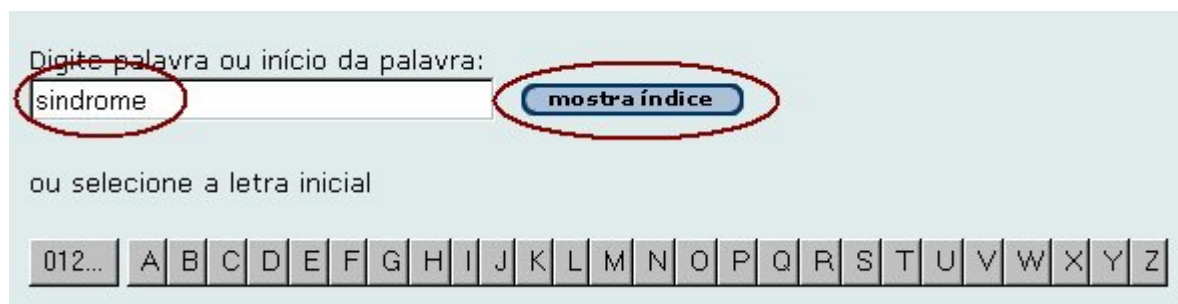 Digite palavra ou início da palavra:
sindrome mostra índice
ou selecione a letra inicial
012... A B C D E F G H I J K L M N O P Q R S T U V W X Y Z